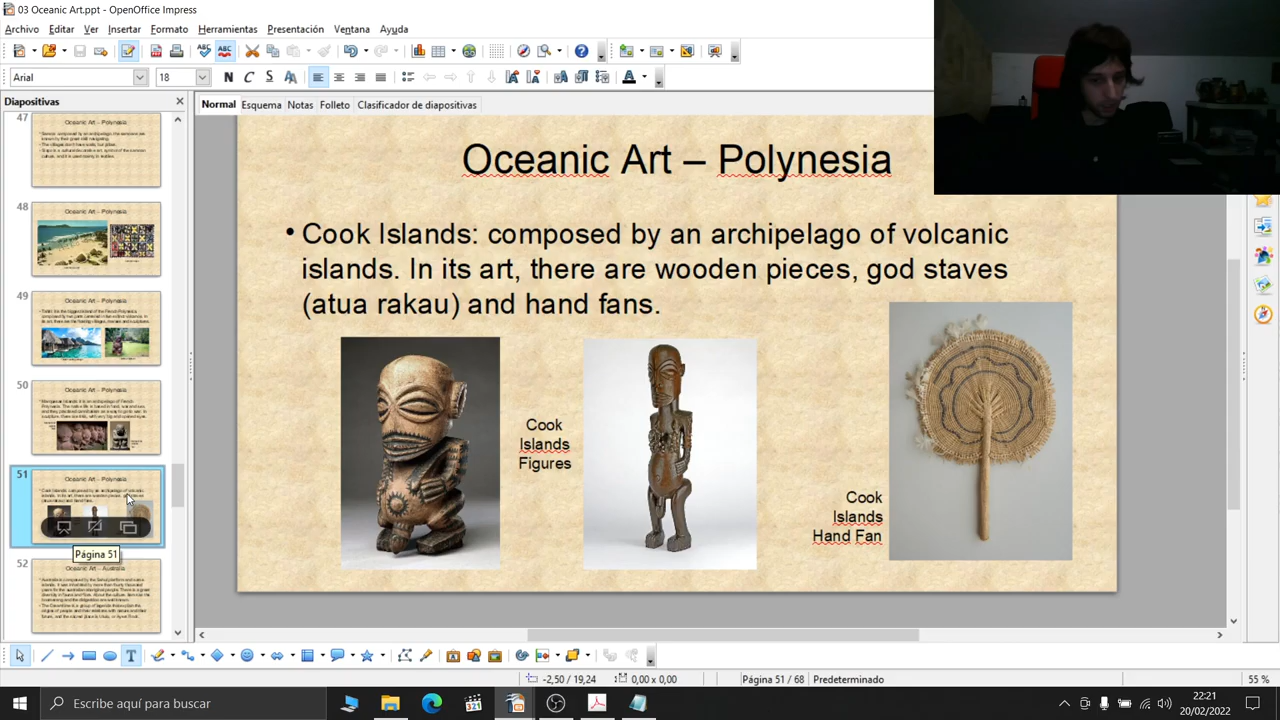 03 Oceanic Art.ppt - OpenOffice Impress
Archivo Editar Ver Insertar Formato Herramientas Presentación Ventana Ayuda
Arial 18
Diapositivas
Normal Esquema Notas Folleto Clasificador de diapositivas
47
Oceanic Art – Polynesia
48
Oceanic Art – Polynesia
49
Oceanic Art – Polynesia
50
Oceanic Art – Polynesia
51
Oceanic Art – Polynesia
Página 51
52
Oceanic Art – Australia
Oceanic Art – Polynesia
• Cook Islands: composed by an archipelago of volcanic
islands. In its art, there are wooden pieces, god staves
(atua rakau) and hand fans.
Cook
Islands
Figures
Cook
Islands
Hand Fan
-2,50 / 19,24 0,00 x 0,00 Página 51 / 68 Predeterminado 55 %
Escribe aquí para buscar
22:21
20/02/2022